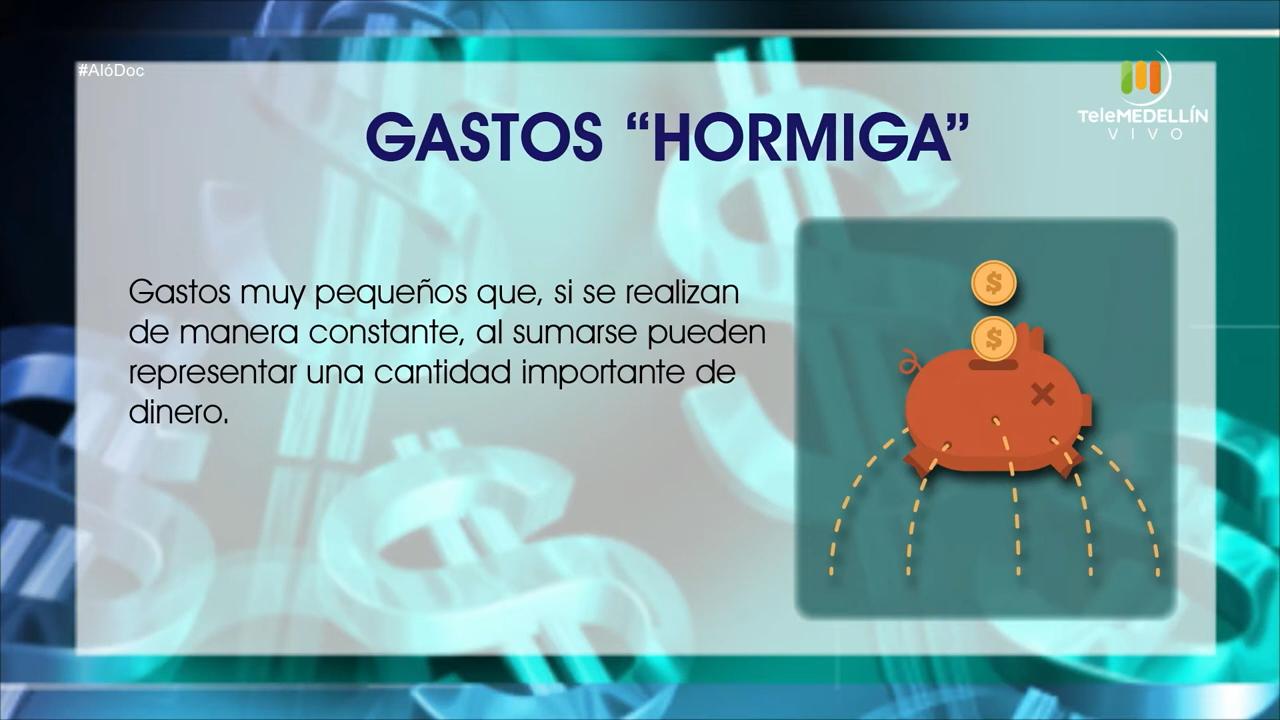 #AlóDoc
TeleMEDELLÍN
VIVO
GASTOS “HORMIGA”
Gastos muy pequeños que, si se realizan
de manera constante, al sumarse pueden
representar una cantidad importante de
dinero.
$
$